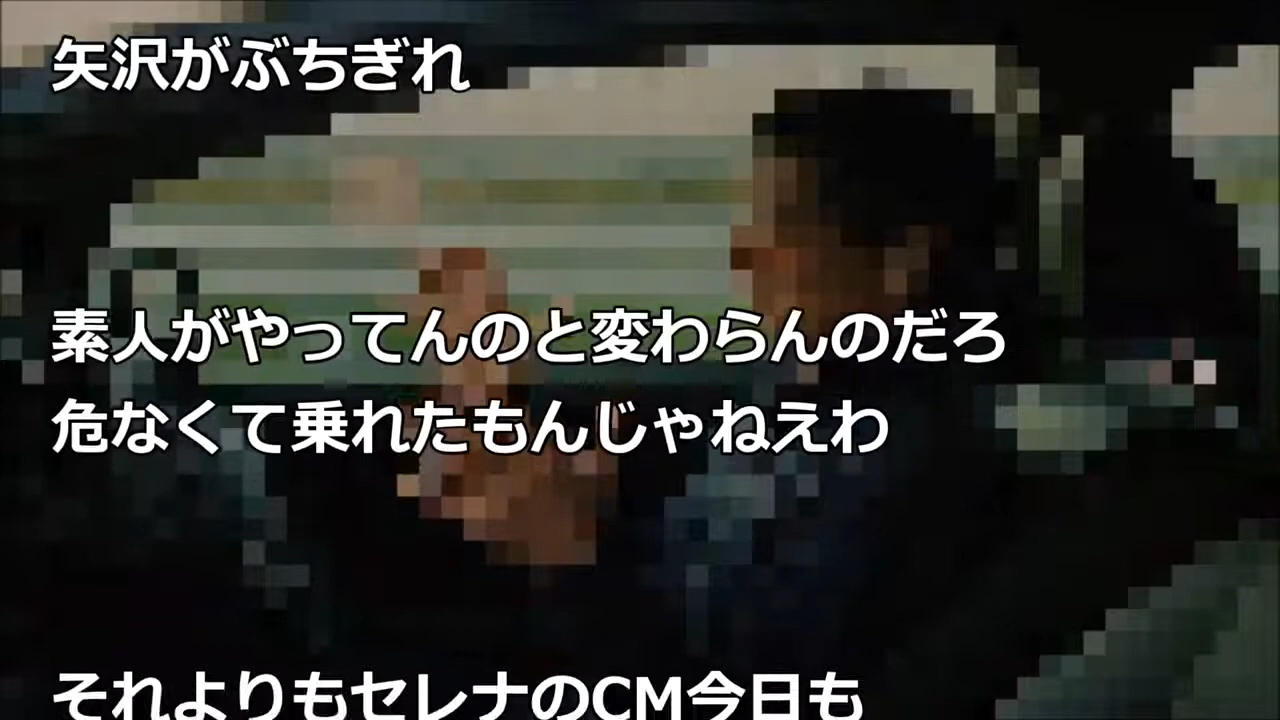 矢沢がぶちぎれ
素人がやってんのと変わらんのだろ
危なくて乗れたもんじゃねえわ
それよりもセレナのCM今日も